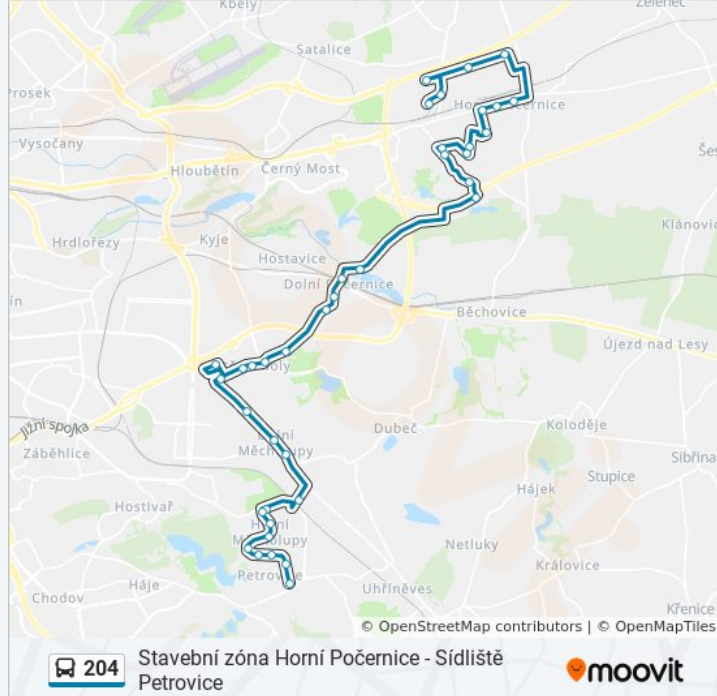 Kbely
Zeleneč
Satalice
Prosek
Horní Počernice
Vysočany
Hloubětín
Černý Most
Klánovic
Hrdlořezy
Kyje
Hostavice
ín
Dolní Počernice
Běchovice
Újezd nad Lesy
Jižní spojka
Dubeč
Koloděje
Dolní
Měcholupy
Záběhlice
Sibřina
Stupice
Hájek
Hostivař
Horní
Měcholupy
Netluky
Královice
Petrovice
Háje
Uhříněves
Chodov
Křenice
© OpenStreetMap contributors | © OpenMapTiles
204
Stavební zóna Horní Počernice - Sídliště
Petrovice
moovit